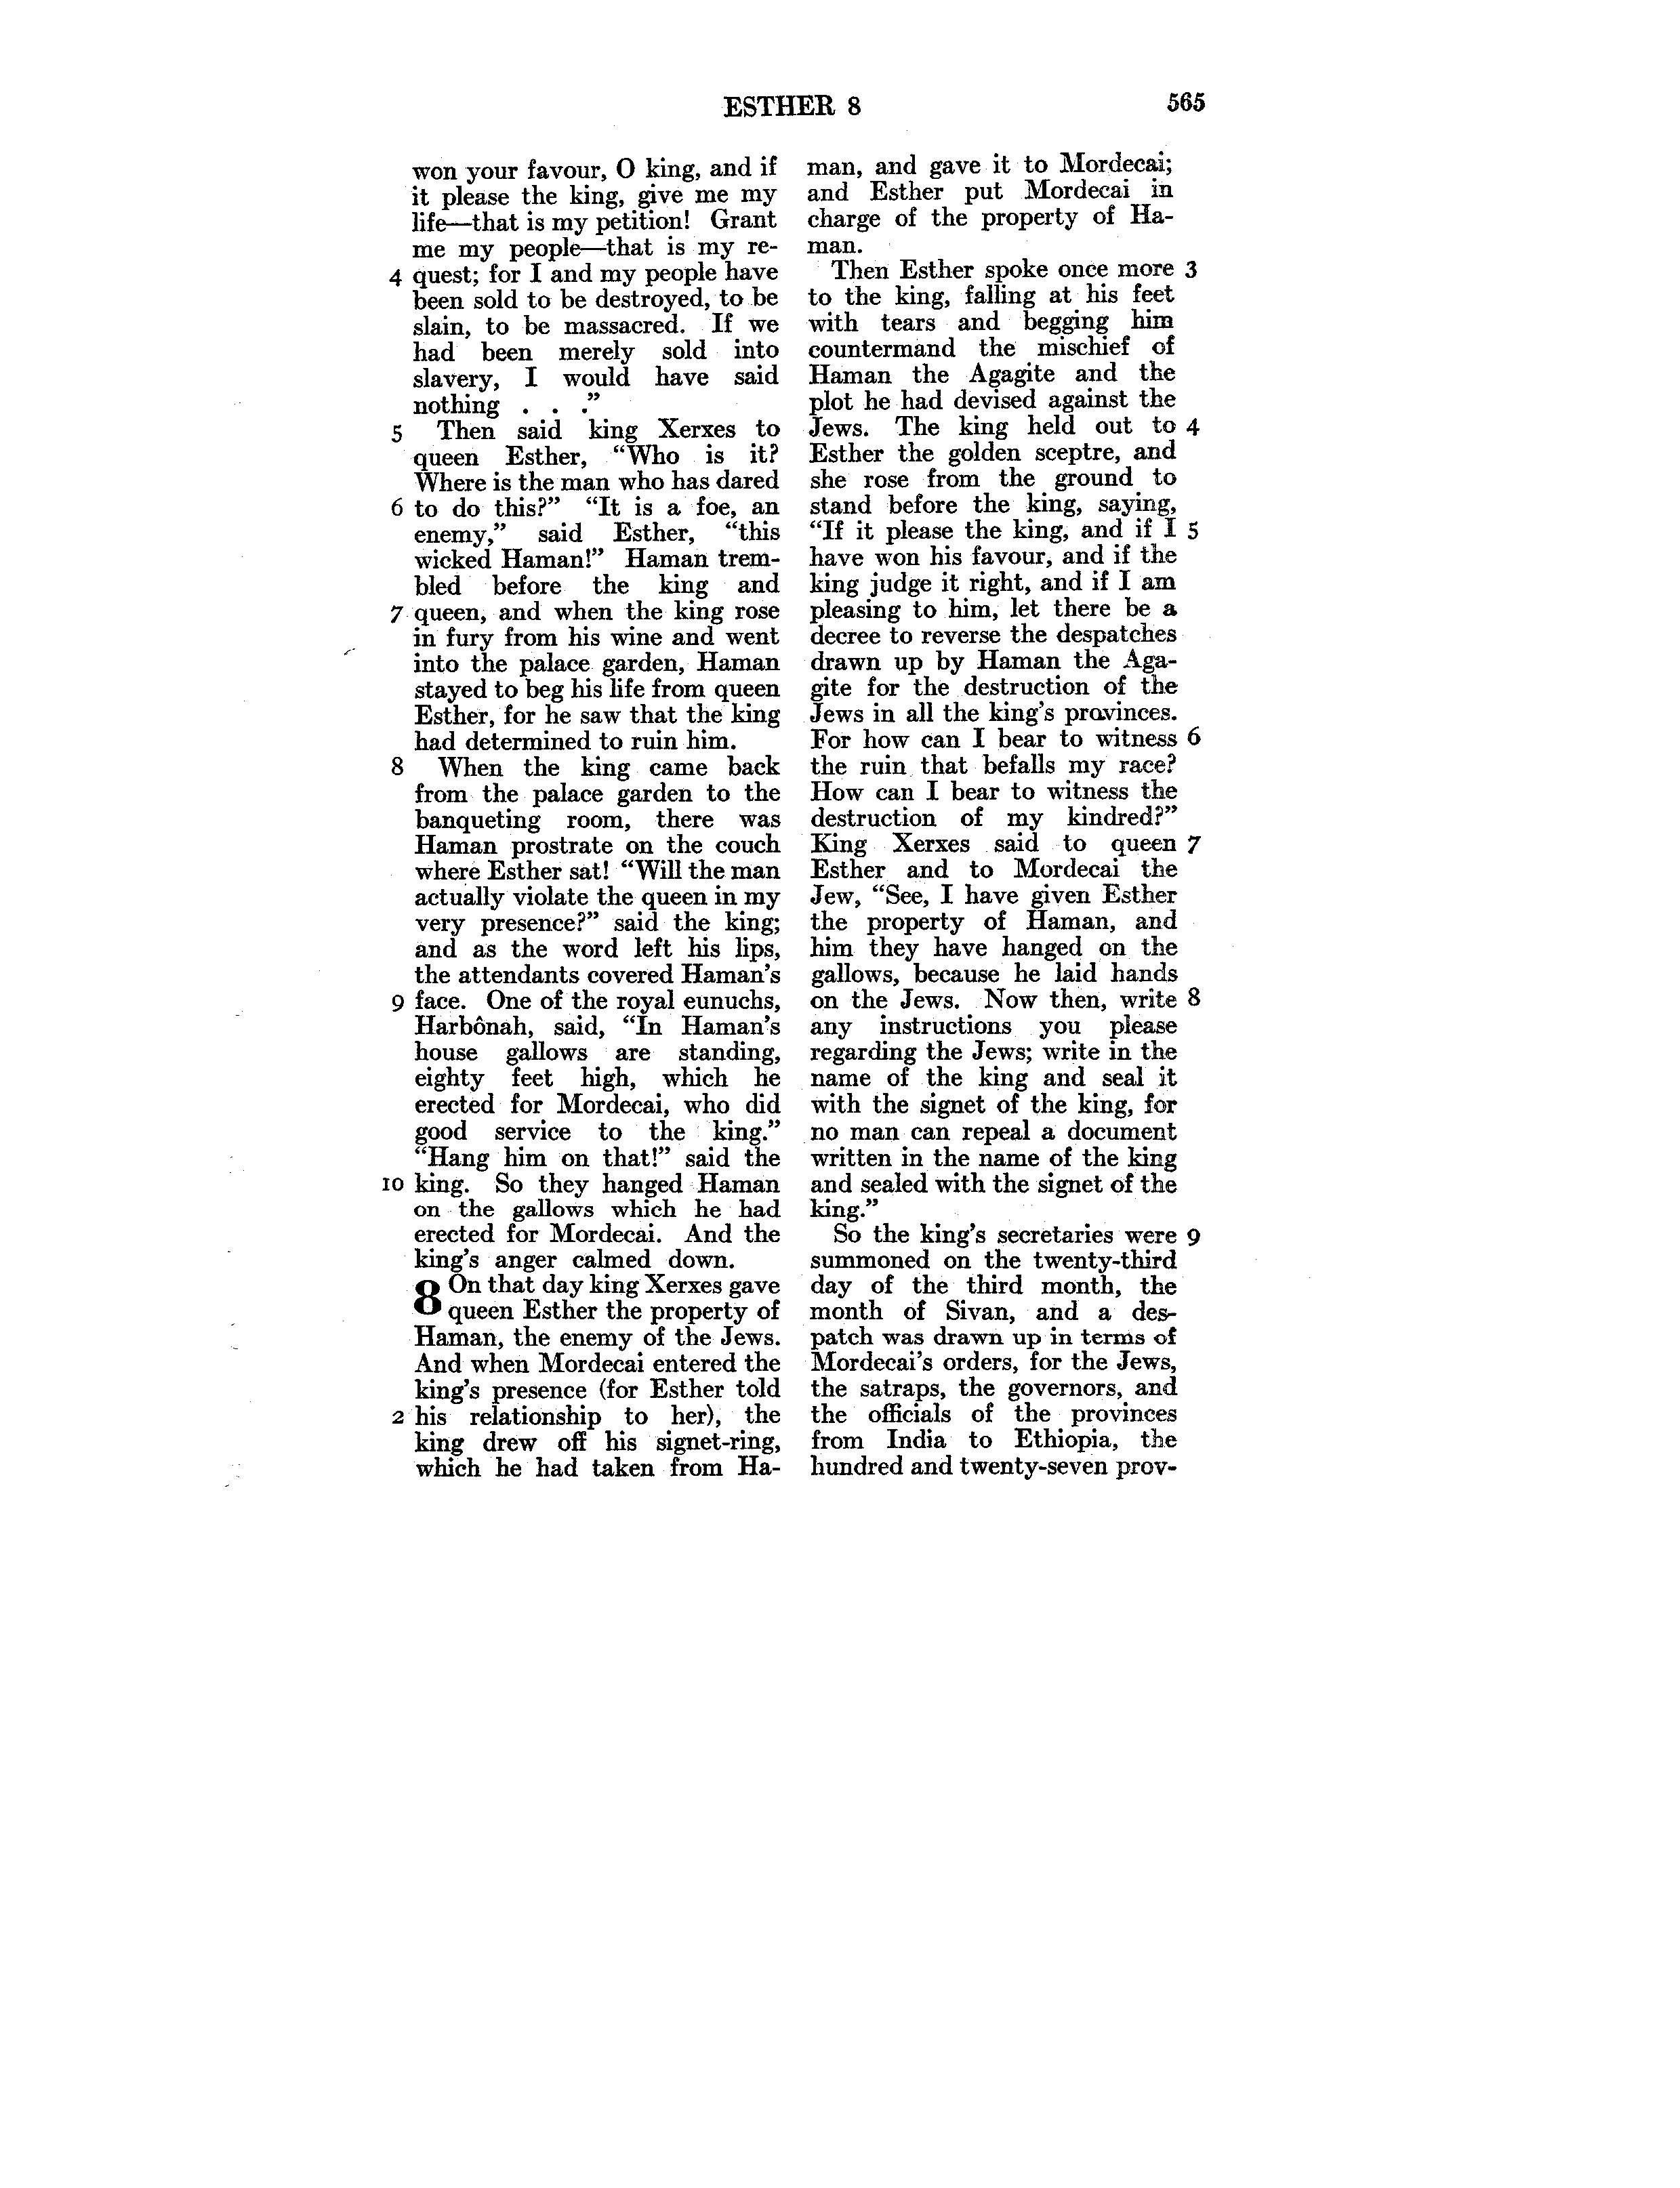 ESTHER 8
565
won your favour, O king, and if
it please the king, give me my
life—that is my petition! Grant
me my people—that is my re-
4 quest; for I and my people have
been sold to be destroyed, to be
slain, to be massacred. If we
had been merely sold into
slavery, I would have said
nothing . . .”
5 Then said king Xerxes to
queen Esther, “Who is it?
Where is the man who has dared
6 to do this?” “It is a foe, an
enemy,” said Esther, “this
wicked Haman!” Haman trem-
bled before the king and
7 queen, and when the king rose
in fury from his wine and went
into the palace garden, Haman
stayed to beg his life from queen
Esther, for he saw that the king
had determined to ruin him.
8 When the king came back
from the palace garden to the
banqueting room, there was
Haman prostrate on the couch
where Esther sat! “Will the man
actually violate the queen in my
very presence?” said the king;
and as the word left his lips,
the attendants covered Haman’s
9 face. One of the royal eunuchs,
Harbônah, said, “In Haman’s
house gallows are standing,
eighty feet high, which he
erected for Mordecai, who did
good service to the king.”
“Hang him on that!” said the
10 king. So they hanged Haman
on the gallows which he had
erected for Mordecai. And the
king’s anger calmed down.
8 On that day king Xerxes gave
queen Esther the property of
Haman, the enemy of the Jews.
And when Mordecai entered the
king’s presence (for Esther told
2 his relationship to her), the
king drew off his signet-ring,
which he had taken from Ha-
man, and gave it to Mordecai;
and Esther put Mordecai in
charge of the property of Ha-
man.
Then Esther spoke once more 3
to the king, falling at his feet
with tears and begging him
countermand the mischief of
Haman the Agagite and the
plot he had devised against the
Jews. The king held out to 4
Esther the golden sceptre, and
she rose from the ground to
stand before the king, saying,
“If it please the king, and if I 5
have won his favour, and if the
king judge it right, and if I am
pleasing to him, let there be a
decree to reverse the despatches
drawn up by Haman the Aga-
gite for the destruction of the
Jews in all the king’s provinces.
For how can I bear to witness 6
the ruin that befalls my race?
How can I bear to witness the
destruction of my kindred?”
King Xerxes said to queen 7
Esther and to Mordecai the
Jew, “See, I have given Esther
the property of Haman, and
him they have hanged on the
gallows, because he laid hands
on the Jews. Now then, write 8
any instructions you please
regarding the Jews; write in the
name of the king and seal it
with the signet of the king, for
no man can repeal a document
written in the name of the king
and sealed with the signet of the
king.”
So the king’s secretaries were 9
summoned on the twenty-third
day of the third month, the
month of Sivan, and a des-
patch was drawn up in terms of
Mordecai’s orders, for the Jews,
the satraps, the governors, and
the officials of the provinces
from India to Ethiopia, the
hundred and twenty-seven prov-